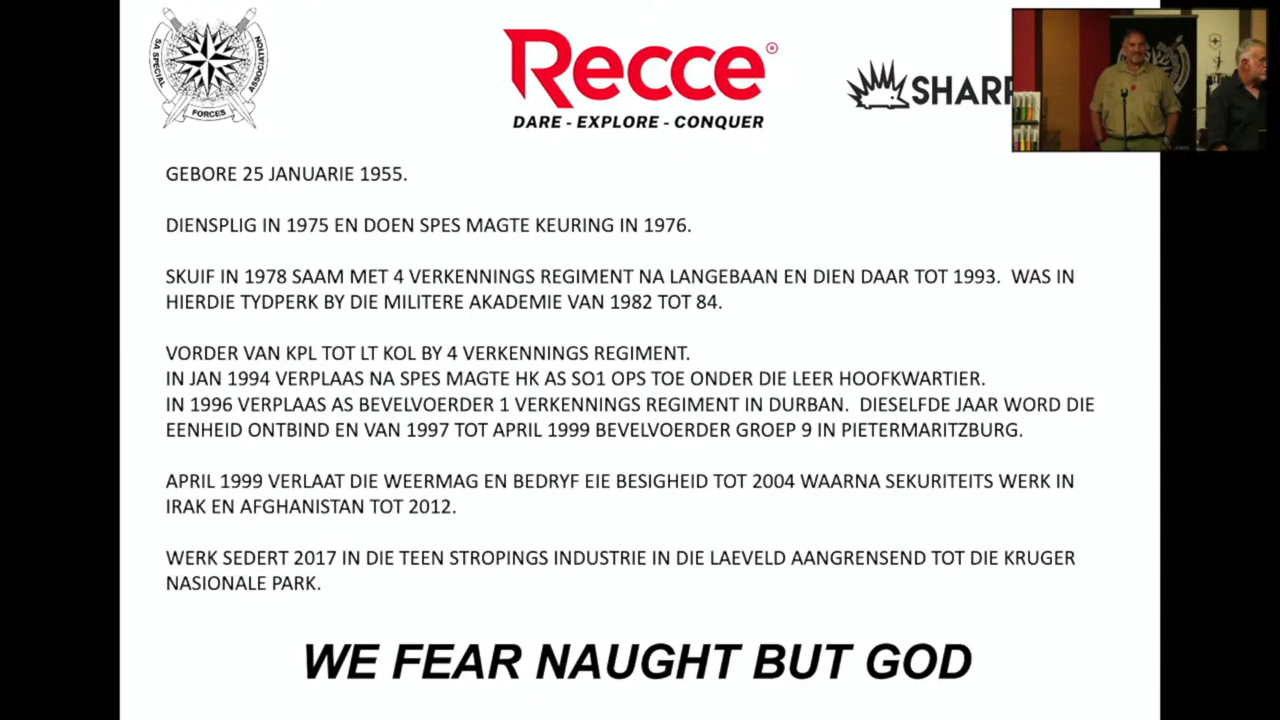 SA SPECIAL FORCES ASSOCIATION
Recce®
DARE - EXPLORE - CONQUER
GEBORE 25 JANUARIE 1955.
DIENSPLIG IN 1975 EN DOEN SPES MAGTE KEURING IN 1976.
SKUIF IN 1978 SAAM MET 4 VERKENNINGS REGIMENT NA LANGEBAAN EN DIEN DAAR TOT 1993. WAS IN
HIERDIE TYDPERK BY DIE MILITERE AKADEMIE VAN 1982 TOT 84.
VORDER VAN KPL TOT LT KOL BY 4 VERKENNINGS REGIMENT.
IN JAN 1994 VERPLAAS NA SPES MAGTE HK AS SO1 OPS TOE ONDER DIE LEER HOOFKWARTIER.
IN 1996 VERPLAAS AS BEVELVOERDER 1 VERKENNINGS REGIMENT IN DURBAN. DIESELFDE JAAR WORD DIE
EENHEID ONTBIND EN VAN 1997 TOT APRIL 1999 BEVELVOERDER GROEP 9 IN PIETERMARITZBURG.
APRIL 1999 VERLAAT DIE WEERMAG EN BEDRYF EIE BESIGHEID TOT 2004 WAARNA SEKURITEITS WERK IN
IRAK EN AFGHANISTAN TOT 2012.
WERK SEDERT 2017 IN DIE TEEN STROPINGS INDUSTRIE IN DIE LAEVELD AANGRENSEND TOT DIE KRUGER
NASIONALE PARK.
WE FEAR NAUGHT BUT GOD